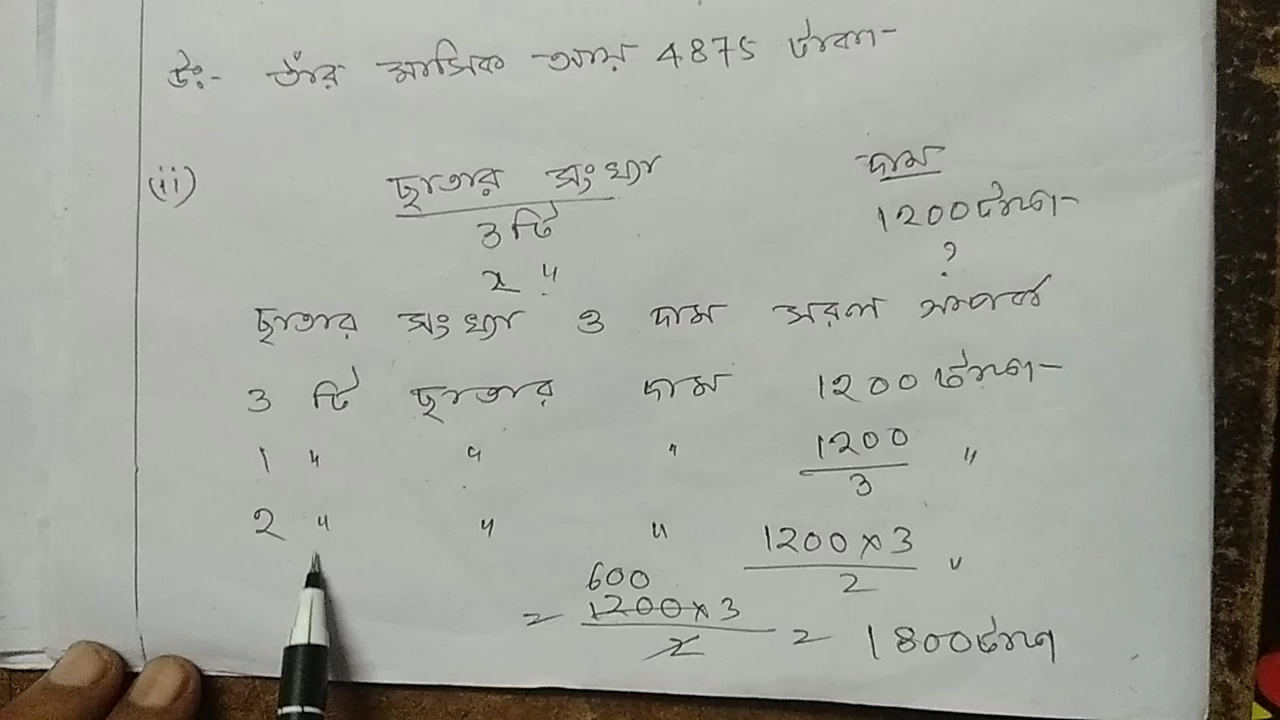 উঃ- তাঁর মাসিক আয় 4875 টাকা-
(ii) ছাতার সংখ্যা দাম
3 টি 1200 টাকা-
2 " ?
ছাতার সংখ্যা ও দাম সরল সম্পর্ক
3 টি ছাতার দাম 1200 টাকা-
1 " " " 1200/3 "
2 " " " 1200 × 3/2 "
600
= 1200 × 3/2 = 1800 টাকা